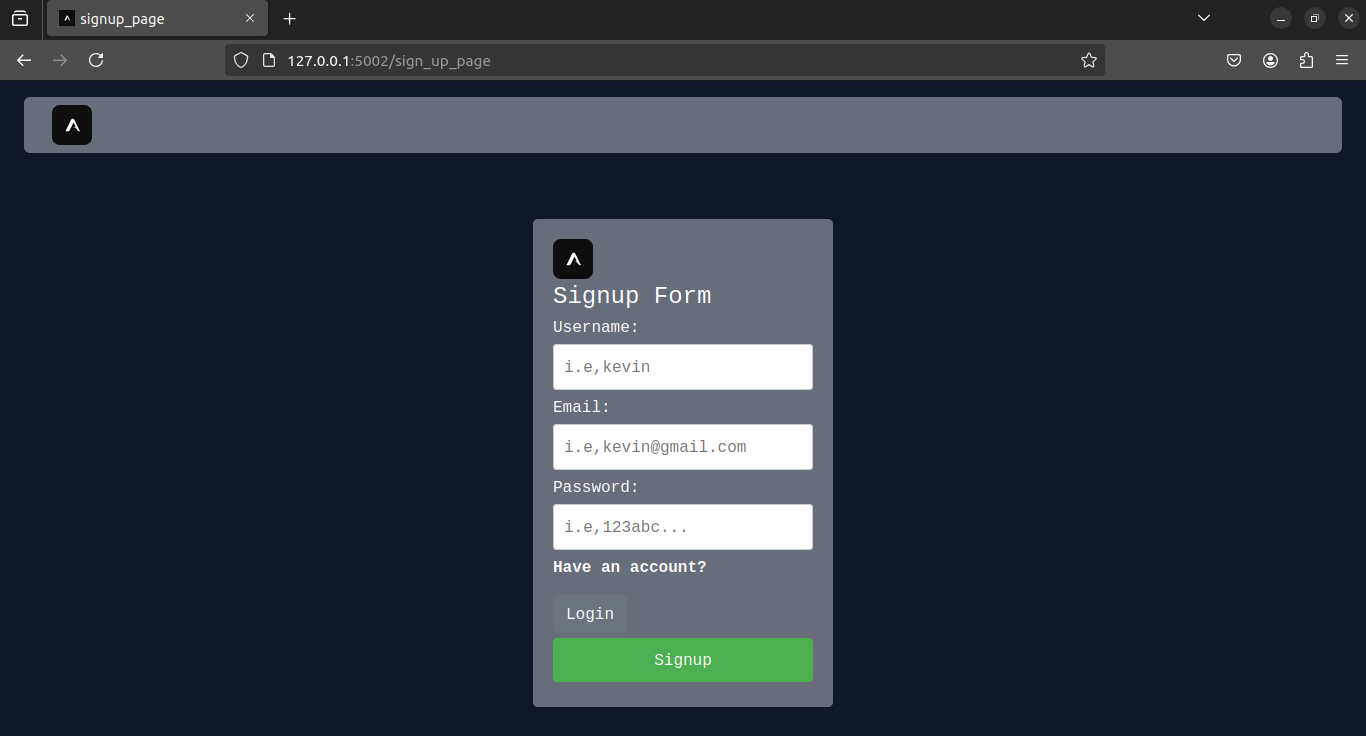 signup_page
127.0.0.1:5002/sign_up_page
Signup Form
Username:
i.e,kevin
Email:
i.e,kevin@gmail.com
Password:
i.e,123abc...
Have an account?
Login
Signup